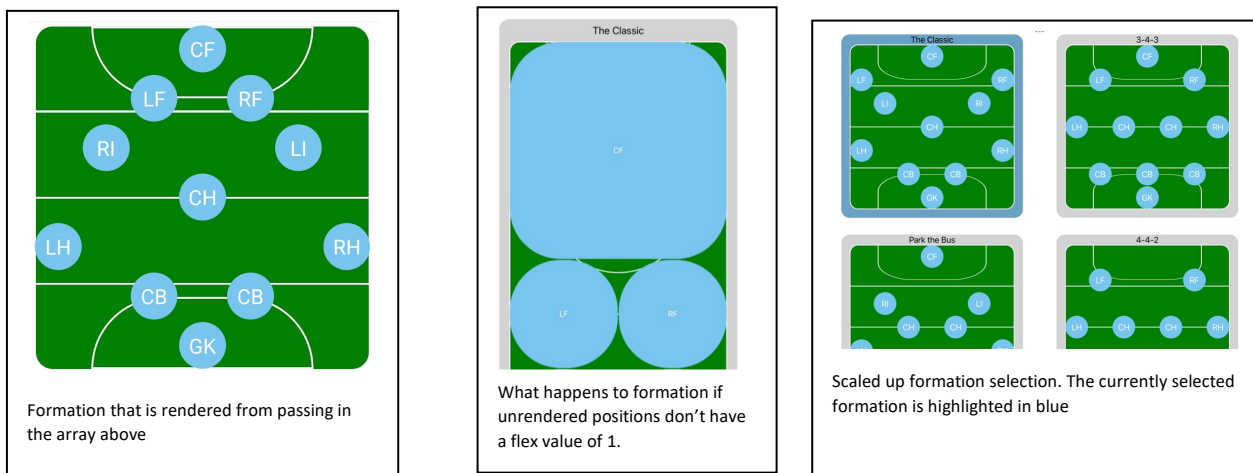 CF
LF RF
RI LI
CH
LH RH
CB CB
GK
Formation that is rendered from passing in
the array above
The Classic
CF
LF RF
What happens to formation if
unrendered positions don’t have
a flex value of 1.
...
The Classic
CF
LF RF
LI RI
CH
LH RH
CB CB
GK
3-4-3
CF
LF RF
LH CH CH RH
CB CB CB
GK
Park the Bus
CF
RI LI
CH CH
4-4-2
LF RF
LH CH CH RH
Scaled up formation selection. The currently selected
formation is highlighted in blue